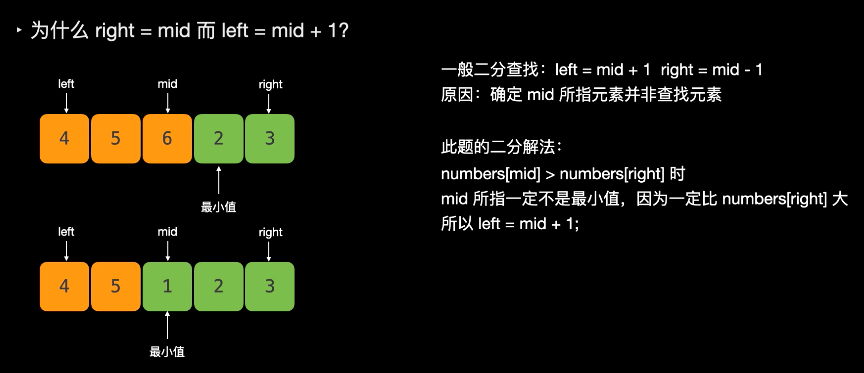 为什么 right = mid 而 left = mid + 1?
left mid right
4 5 6 2 3
最小值
left mid right
4 5 1 2 3
最小值
一般二分查找：left = mid + 1 right = mid - 1
原因：确定 mid 所指元素并非查找元素
此题的二分解法：
numbers[mid] > numbers[right] 时
mid 所指一定不是最小值，因为一定比 numbers[right] 大
所以 left = mid + 1;